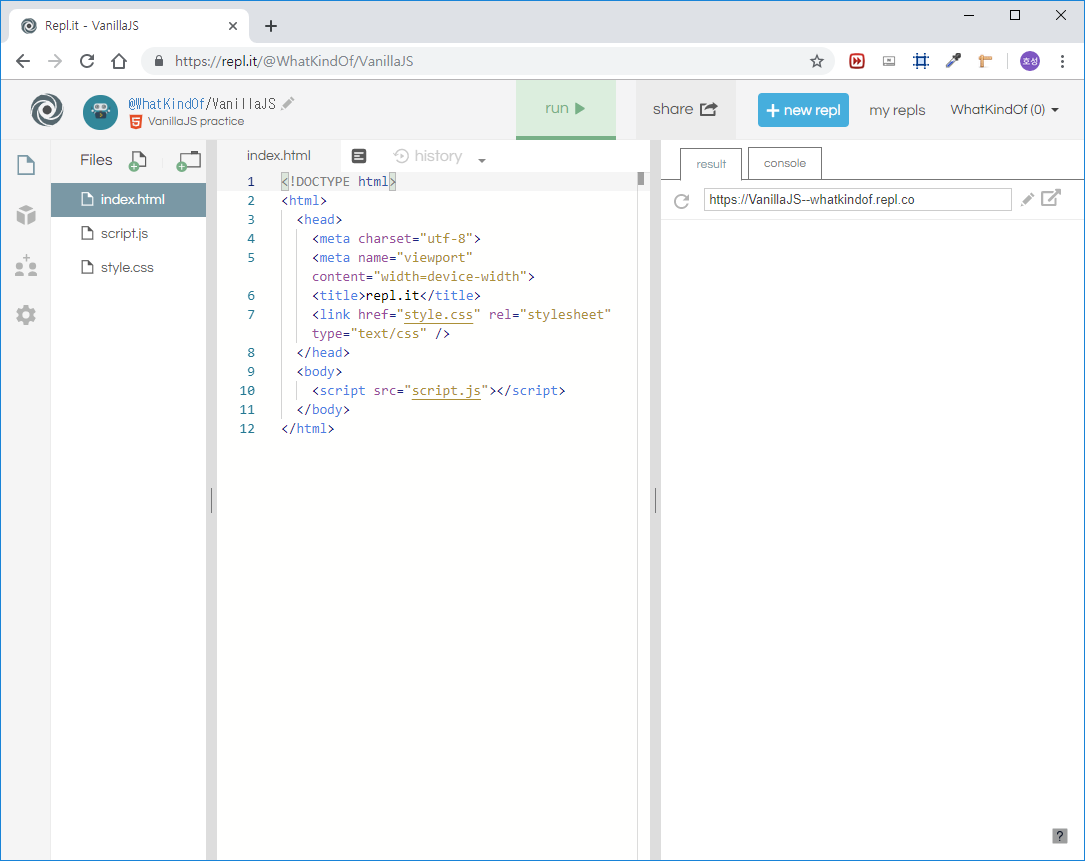 Repl.it - VanillaJS
https://repl.it/@WhatKindOf/VanillaJS
호성
@WhatKindOf/VanillaJS
VanillaJS practice
run
share
+ new repl
my repls
WhatKindOf (0)
Files
index.html
script.js
style.css
index.html
history
1 <!DOCTYPE html>
2 <html>
3 <head>
4 <meta charset="utf-8">
5 <meta name="viewport"
content="width=device-width">
6 <title>repl.it</title>
7 <link href="style.css" rel="stylesheet"
type="text/css" />
8 </head>
9 <body>
10 <script src="script.js"></script>
11 </body>
12 </html>
result
console
https://VanillaJS--whatkindof.repl.co
?